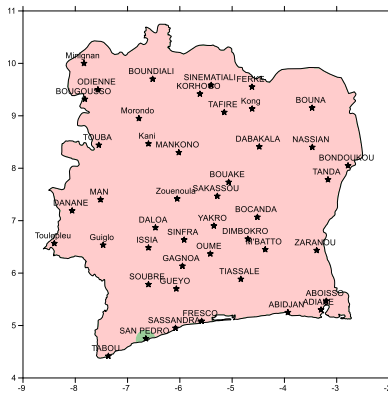 11
10
9
8
7
6
5
4
-9 -8 -7 -6 -5 -4 -3 -2
Minignan
ODIENNE
BOUGOUSSO
BOUNDIALI
SINEMATIALI
KORHOGO
FERKE
Morondo
TAFIRE
Kong
BOUNA
TOUBA
Kani
MANKONO
DABAKALA
NASSIAN
BONDOUKOU
TANDA
BOUAKE
MAN
DANANE
Zouenoula
SAKASSOU
BOCANDA
DALOA
YAKRO
Toulepleu
Guiglo
ISSIA
SINFRA
DIMBOKRO
M'BATTO
ZARANOU
OUME
GAGNOA
SOUBRE
GUEYO
TIASSALE
ABOISSO
ADIAKE
ABIDJAN
FRESCO
SASSANDRA
SAN PEDRO
TABOU